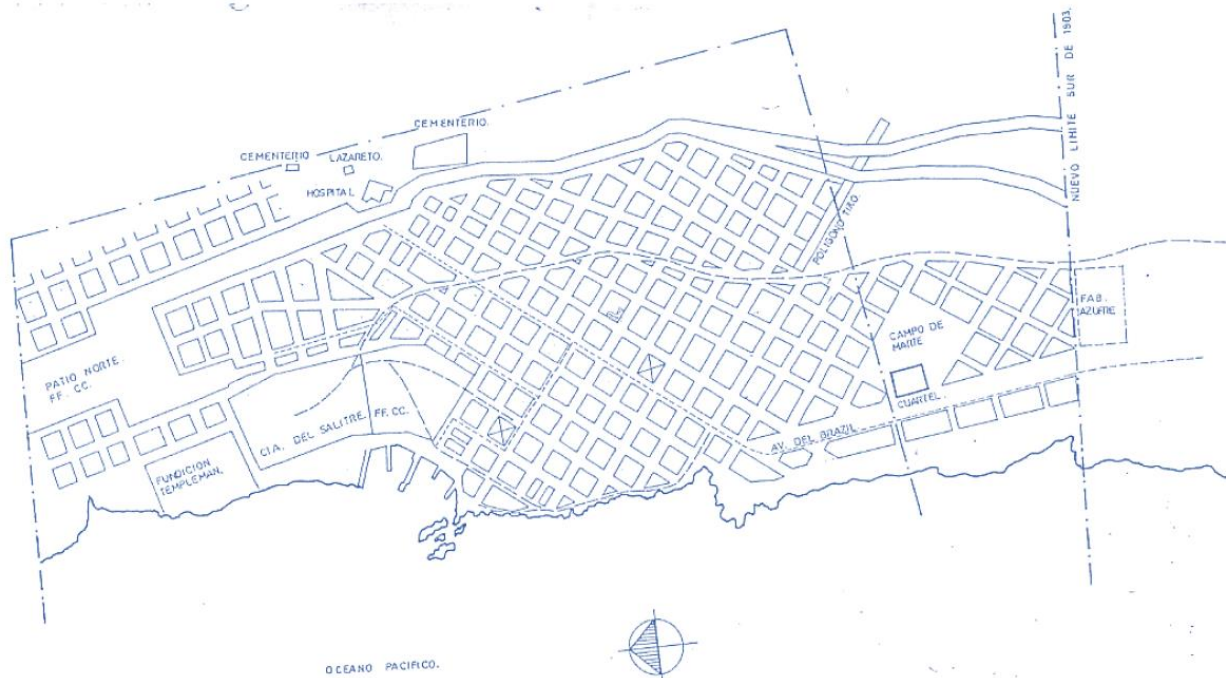 NUEVO LIMITE SUR DE 1903.
CEMENTERIO.
CEMENTERIO
LAZARETO.
HOSPITAL
POLIGONO TIRO
FAB.
AZUFRE
CAMPO DE
MARTE
PATIO NORTE.
FF. CC.
CUARTEL.
CIA. DEL SALITRE.
FF. CC.
AV. DEL BRAZIL
FUNDICION
TEMPLEMAN.
OCEANO PACIFICO.